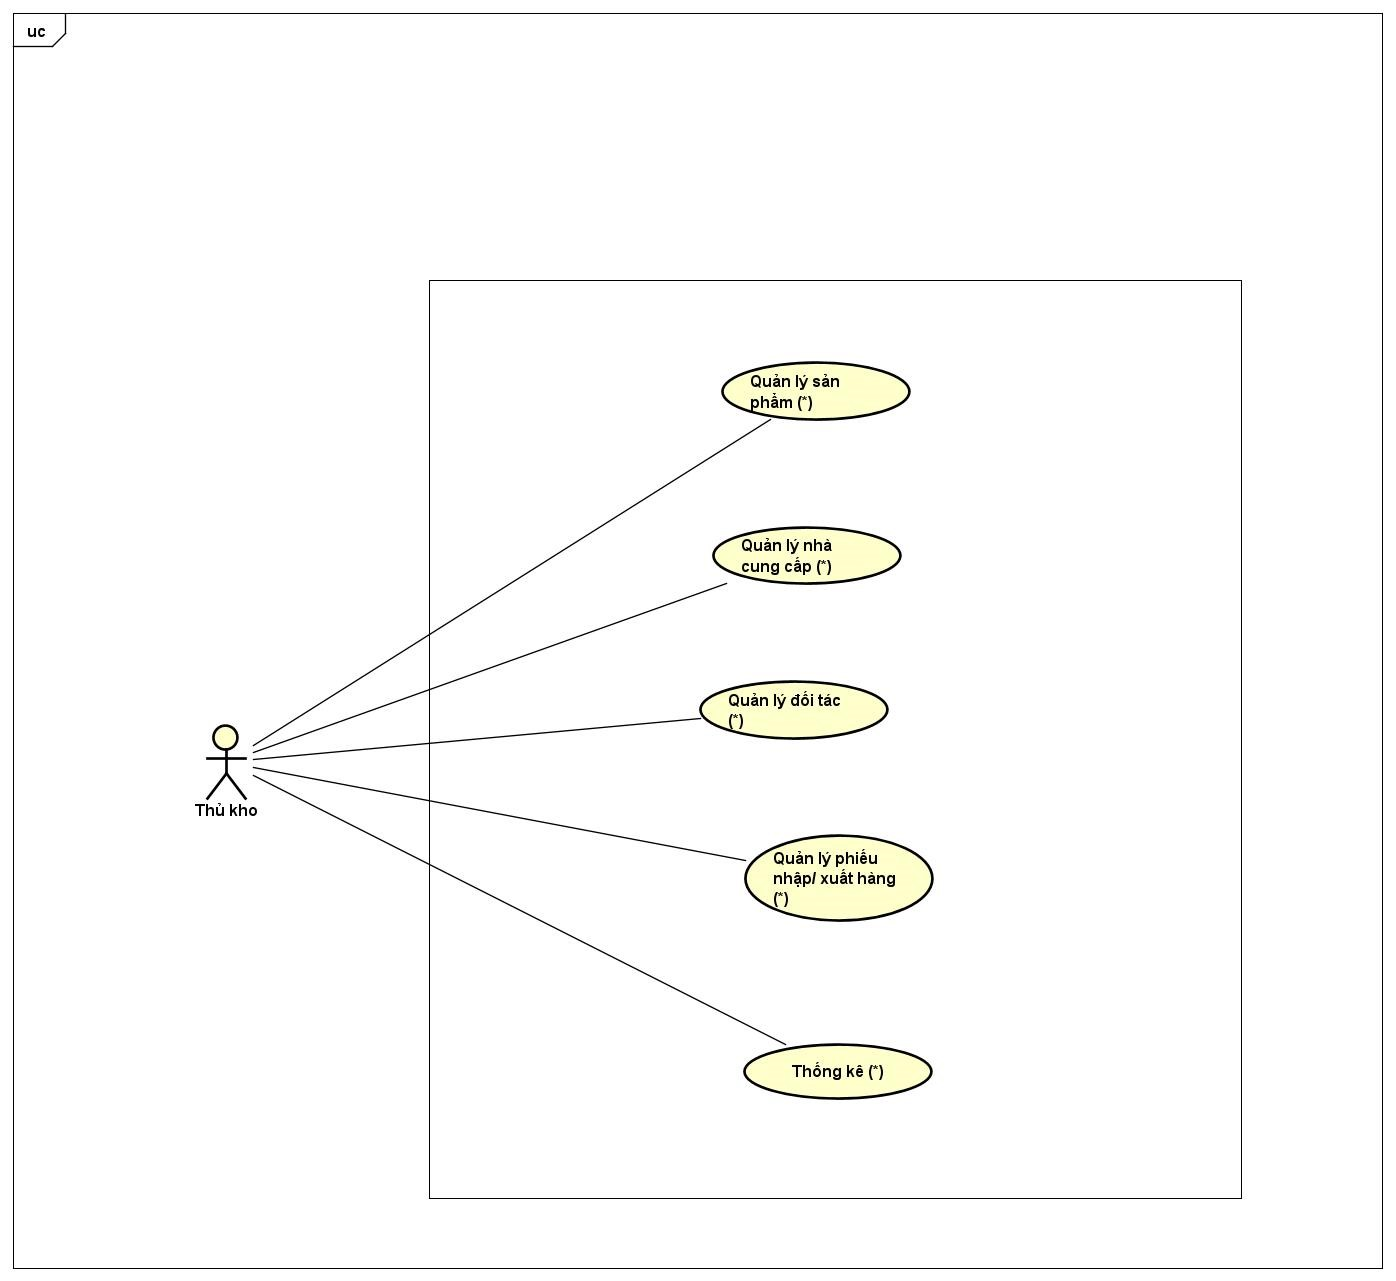 uc
Quản lý sản
phẩm (*)
Quản lý nhà
cung cấp (*)
Quản lý đối tác
(*)
Thủ kho
Quản lý phiếu
nhập/ xuất hàng
(*)
Thống kê (*)